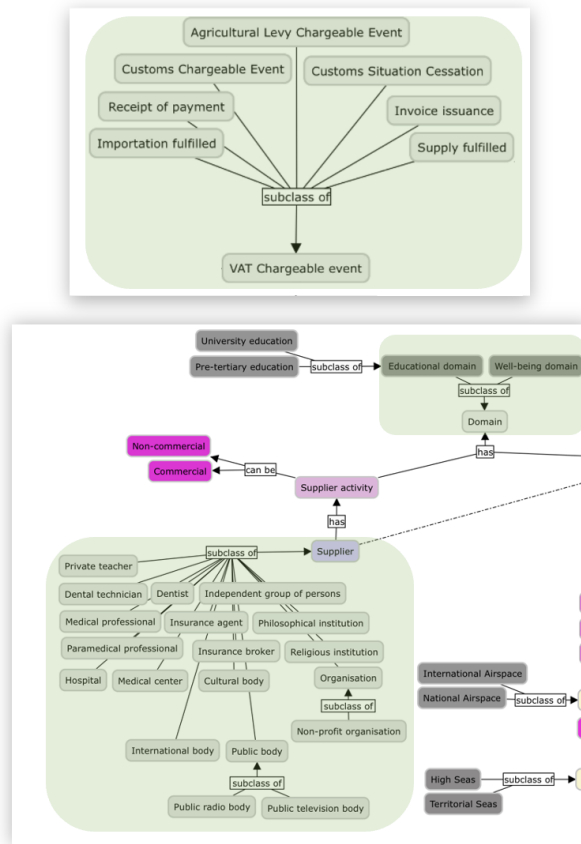 Agricultural Levy Chargeable Event
Customs Chargeable Event
Customs Situation Cessation
Receipt of payment
Invoice issuance
Importation fulfilled
Supply fulfilled
subclass of
VAT Chargeable event
University education
Pre-tertiary education
subclass of
Educational domain
Well-being domain
subclass of
Domain
has
Non-commercial
Commercial
can be
Supplier activity
has
subclass of
Supplier
Private teacher
Dental technician
Dentist
Independent group of persons
Medical professional
Insurance agent
Philosophical institution
Paramedical professional
Insurance broker
Religious institution
Hospital
Medical center
Cultural body
Organisation
subclass of
Non-profit organisation
International body
Public body
subclass of
Public radio body
Public television body
International Airspace
National Airspace
subclass of
High Seas
subclass of
Territorial Seas